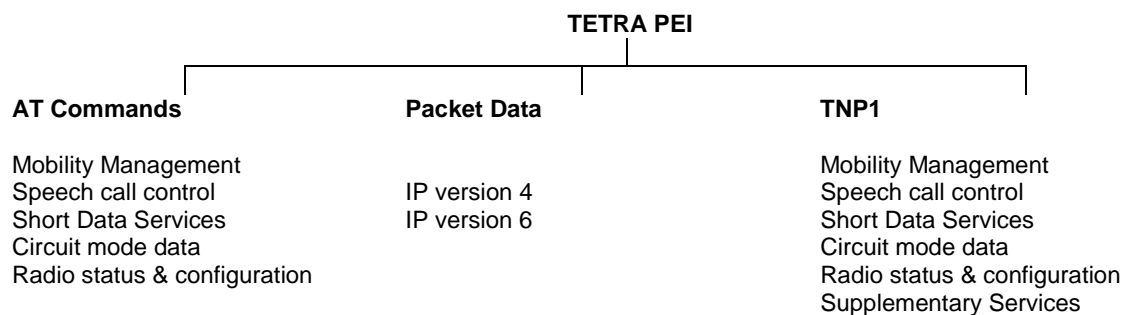 TETRA PEI
AT Commands
Mobility Management
Speech call control
Short Data Services
Circuit mode data
Radio status & configuration
Packet Data
IP version 4
IP version 6
TNP1
Mobility Management
Speech call control
Short Data Services
Circuit mode data
Radio status & configuration
Supplementary Services